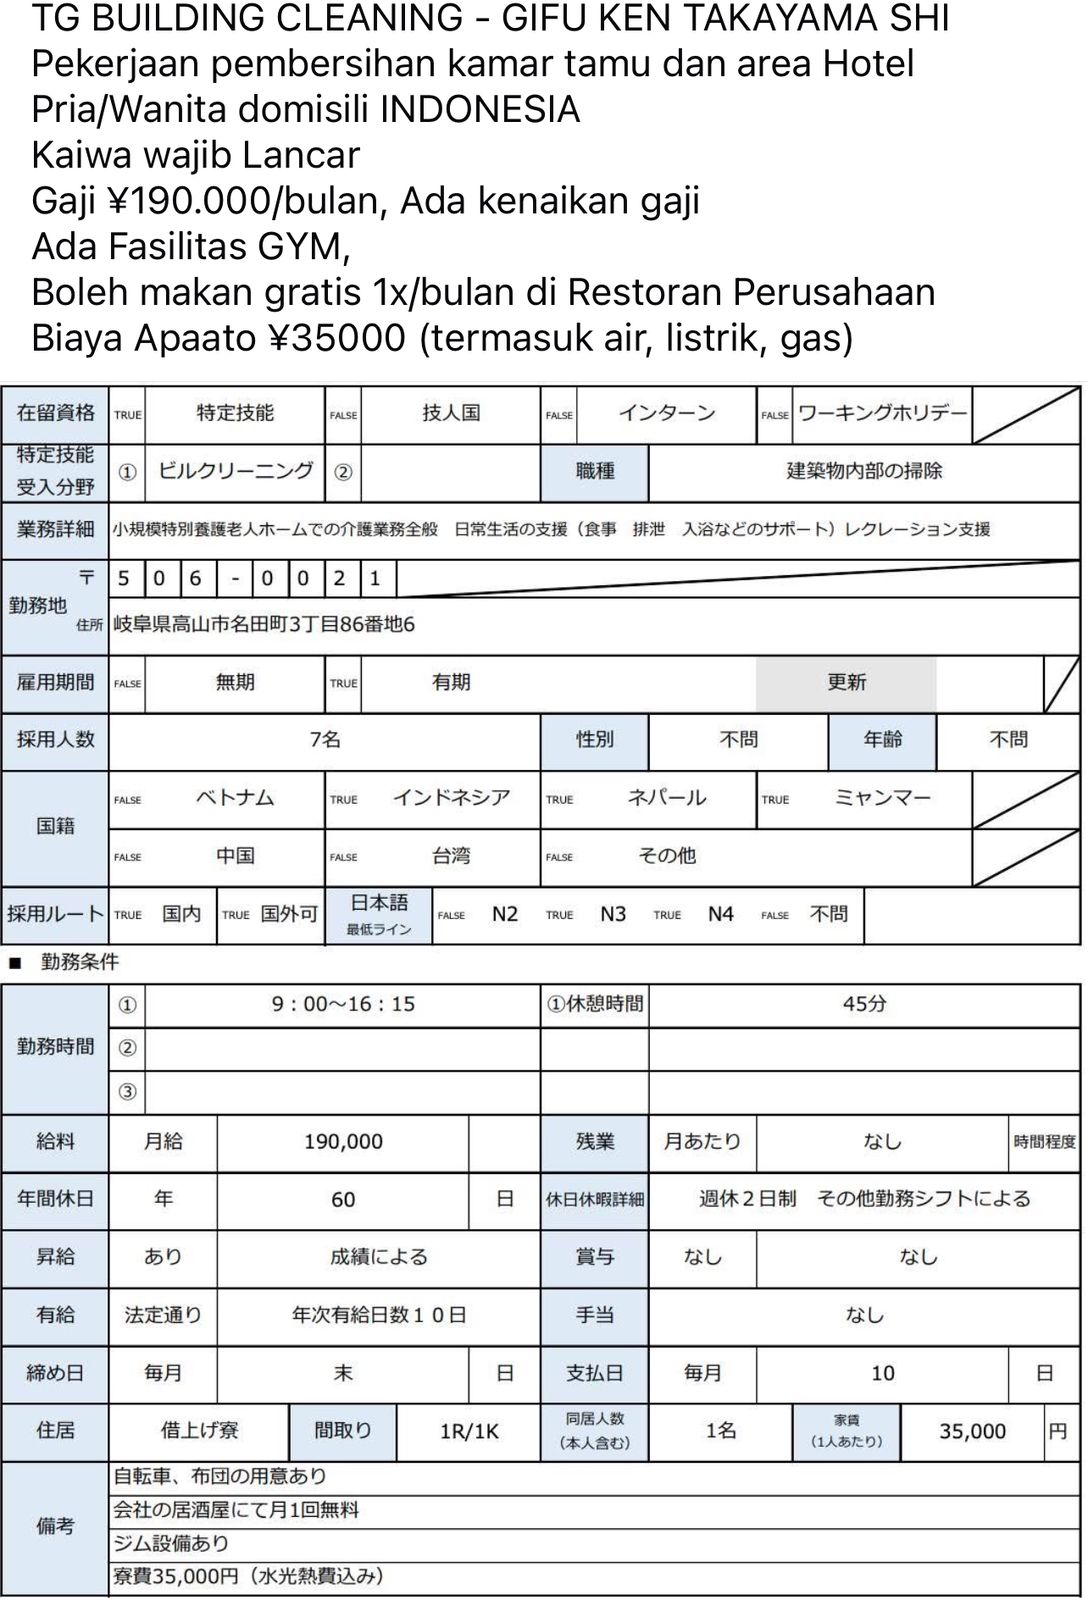 TG BUILDING CLEANING - GIFU KEN TAKAYAMA SHI
Pekerjaan pembersihan kamar tamu dan area Hotel
Pria/Wanita domisili INDONESIA
Kaiwa wajib Lancar
Gaji ¥190.000/bulan, Ada kenaikan gaji
Ada Fasilitas GYM,
Boleh makan gratis 1x/bulan di Restoran Perusahaan
Biaya Apaato ¥35000 (termasuk air, listrik, gas)
在留資格 TRUE 特定技能 FALSE 技人国 FALSE インターン FALSE ワーキングホリデー
特定技能
受入分野 ① ビルクリーニング ② 職種 建築物内部の掃除
業務詳細 小規模特別養護老人ホームでの介護業務全般　日常生活の支援（食事　排泄　入浴などのサポート）レクレーション支援
勤務地 〒 5 0 6 - 0 0 2 1
住所 岐阜県高山市名田町3丁目86番地6
雇用期間 FALSE 無期 TRUE 有期 更新
採用人数 7名 性別 不問 年齢 不問
国籍 FALSE ベトナム TRUE インドネシア TRUE ネパール TRUE ミャンマー
FALSE 中国 FALSE 台湾 FALSE その他
採用ルート TRUE 国内 TRUE 国外可 日本語 最低ライン FALSE N2 TRUE N3 TRUE N4 FALSE 不問
■　勤務条件
勤務時間 ① 9：00～16：15 ①休憩時間 45分
②
③
給料 月給 190,000 残業 月あたり なし 時間程度
年間休日 年 60 日 休日休暇詳細 週休２日制　その他勤務シフトによる
昇給 あり 成績による 賞与 なし なし
有給 法定通り 年次有給日数１０日 手当 なし
締め日 毎月 末 日 支払日 毎月 10 日
住居 借上げ寮 間取り 1R/1K 同居人数（本人含む） 1名 家賃（1人あたり） 35,000 円
備考 自転車、布団の用意あり
会社の居酒屋にて月1回無料
ジム設備あり
寮費35,000円（水光熱費込み）